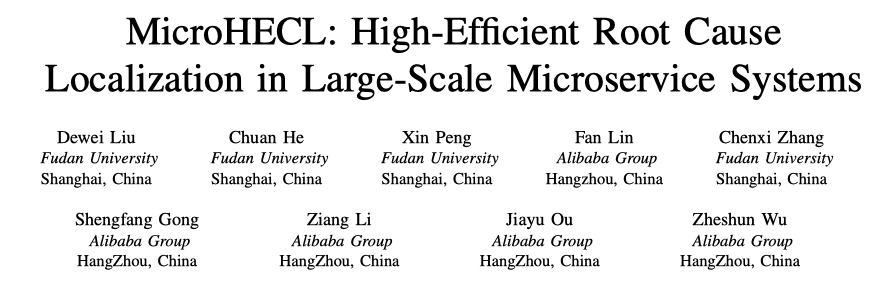 MicroHECL: High-Efficient Root Cause
Localization in Large-Scale Microservice Systems
Dewei Liu
Fudan University
Shanghai, China
Chuan He
Fudan University
Shanghai, China
Xin Peng
Fudan University
Shanghai, China
Fan Lin
Alibaba Group
Hangzhou, China
Chenxi Zhang
Fudan University
Shanghai, China
Shengfang Gong
Alibaba Group
HangZhou, China
Ziang Li
Alibaba Group
HangZhou, China
Jiayu Ou
Alibaba Group
HangZhou, China
Zheshun Wu
Alibaba Group
HangZhou, China